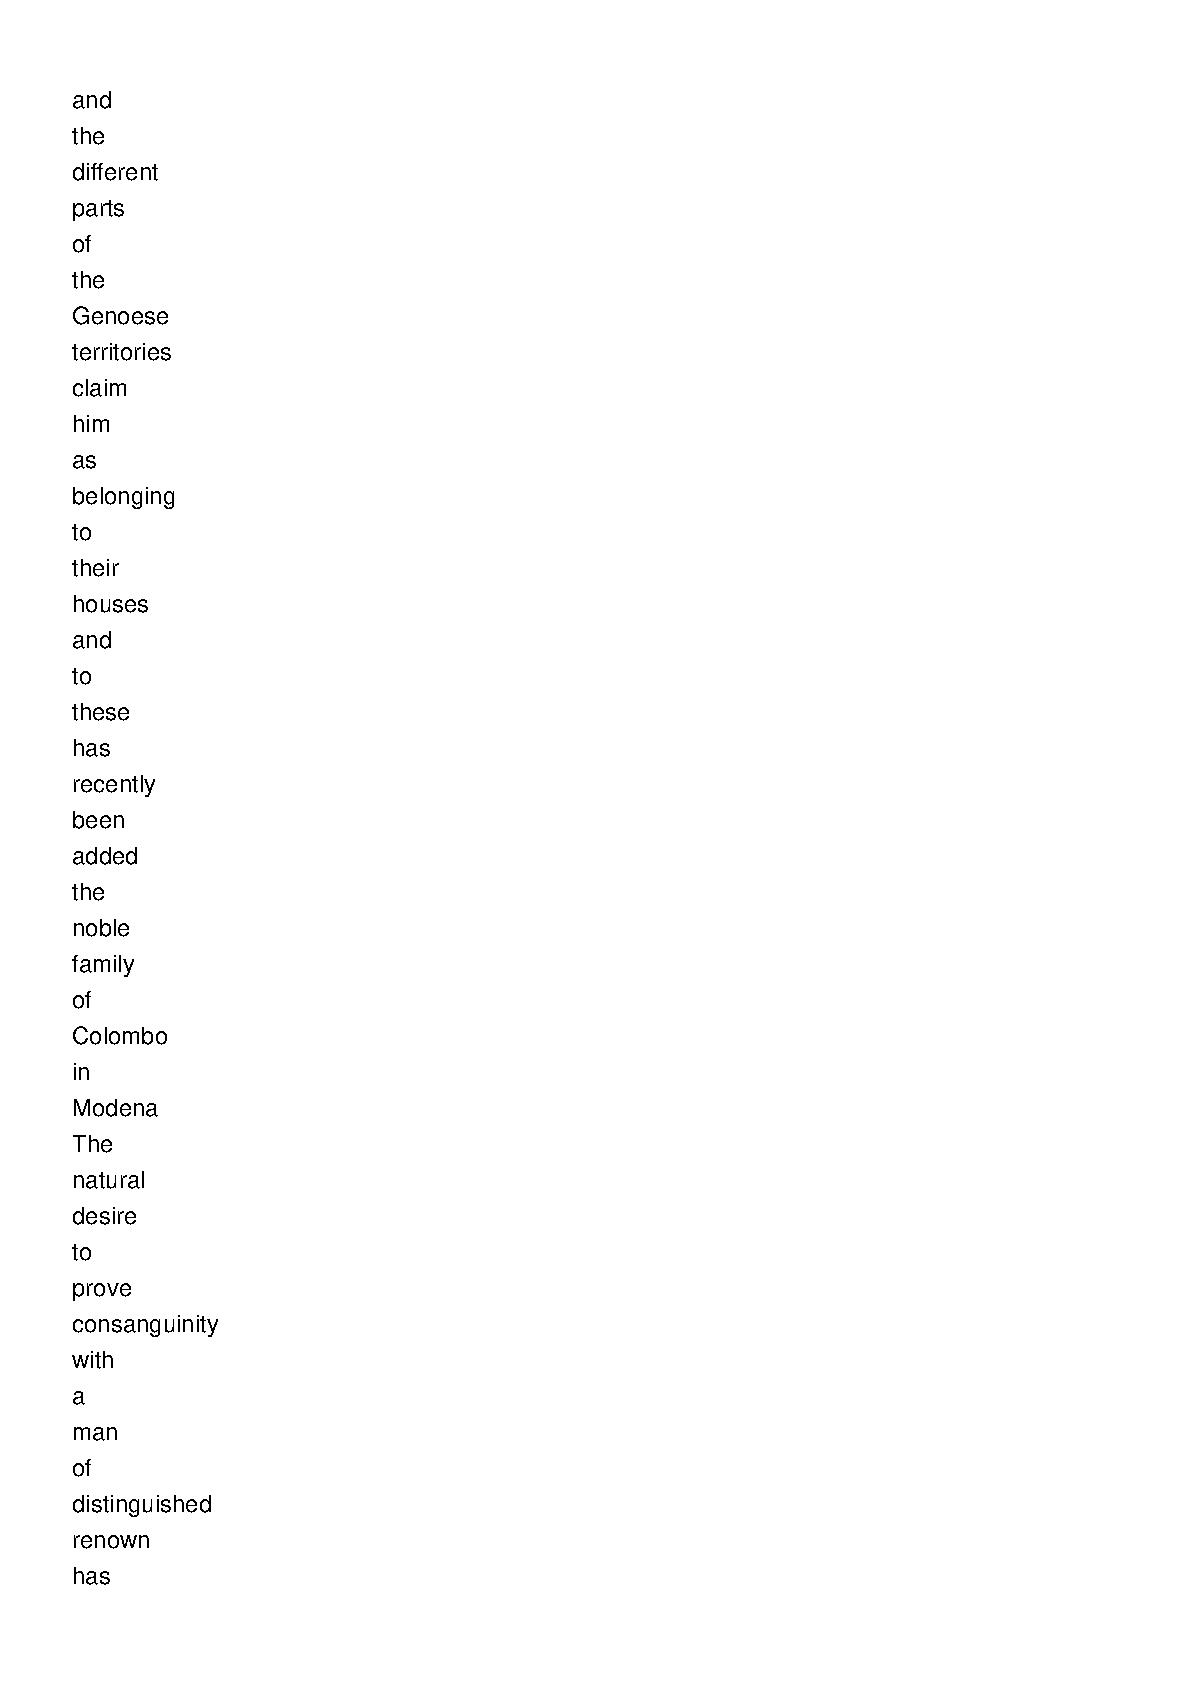 and
the
different
parts
of
the
Genoese
territories
claim
him
as
belonging
to
their
houses
and
to
these
has
recently
been
added
the
noble
family
of
Colombo
in
Modena
The
natural
desire
to
prove
consanguinity
with
a
man
of
distinguished
renown
has